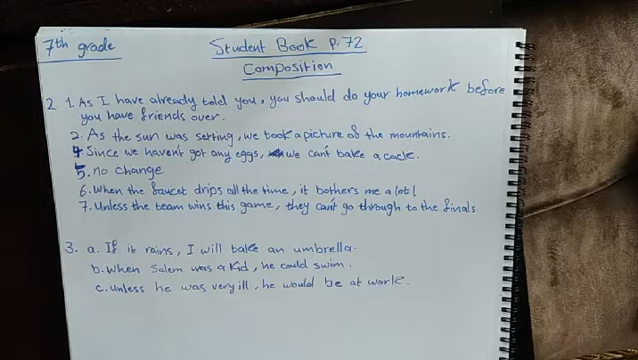 7th grade
Student Book p.72
Composition
2. 1. As I have already told you, you should do your homework before
you have friends over.
2. As the sun was setting, we took a picture of the mountains.
4. Since we haven't got any eggs, we can't bake a cack.
5. no change
6. When the faucet drips all the time, it bothers me a lot!
7. Unless the team wins this game, they can't go through to the finals
3. a. If it rains, I will take an umbrella.
b. When Salem was a kid, he could swim.
c. Unless he was very ill, he would be at work.